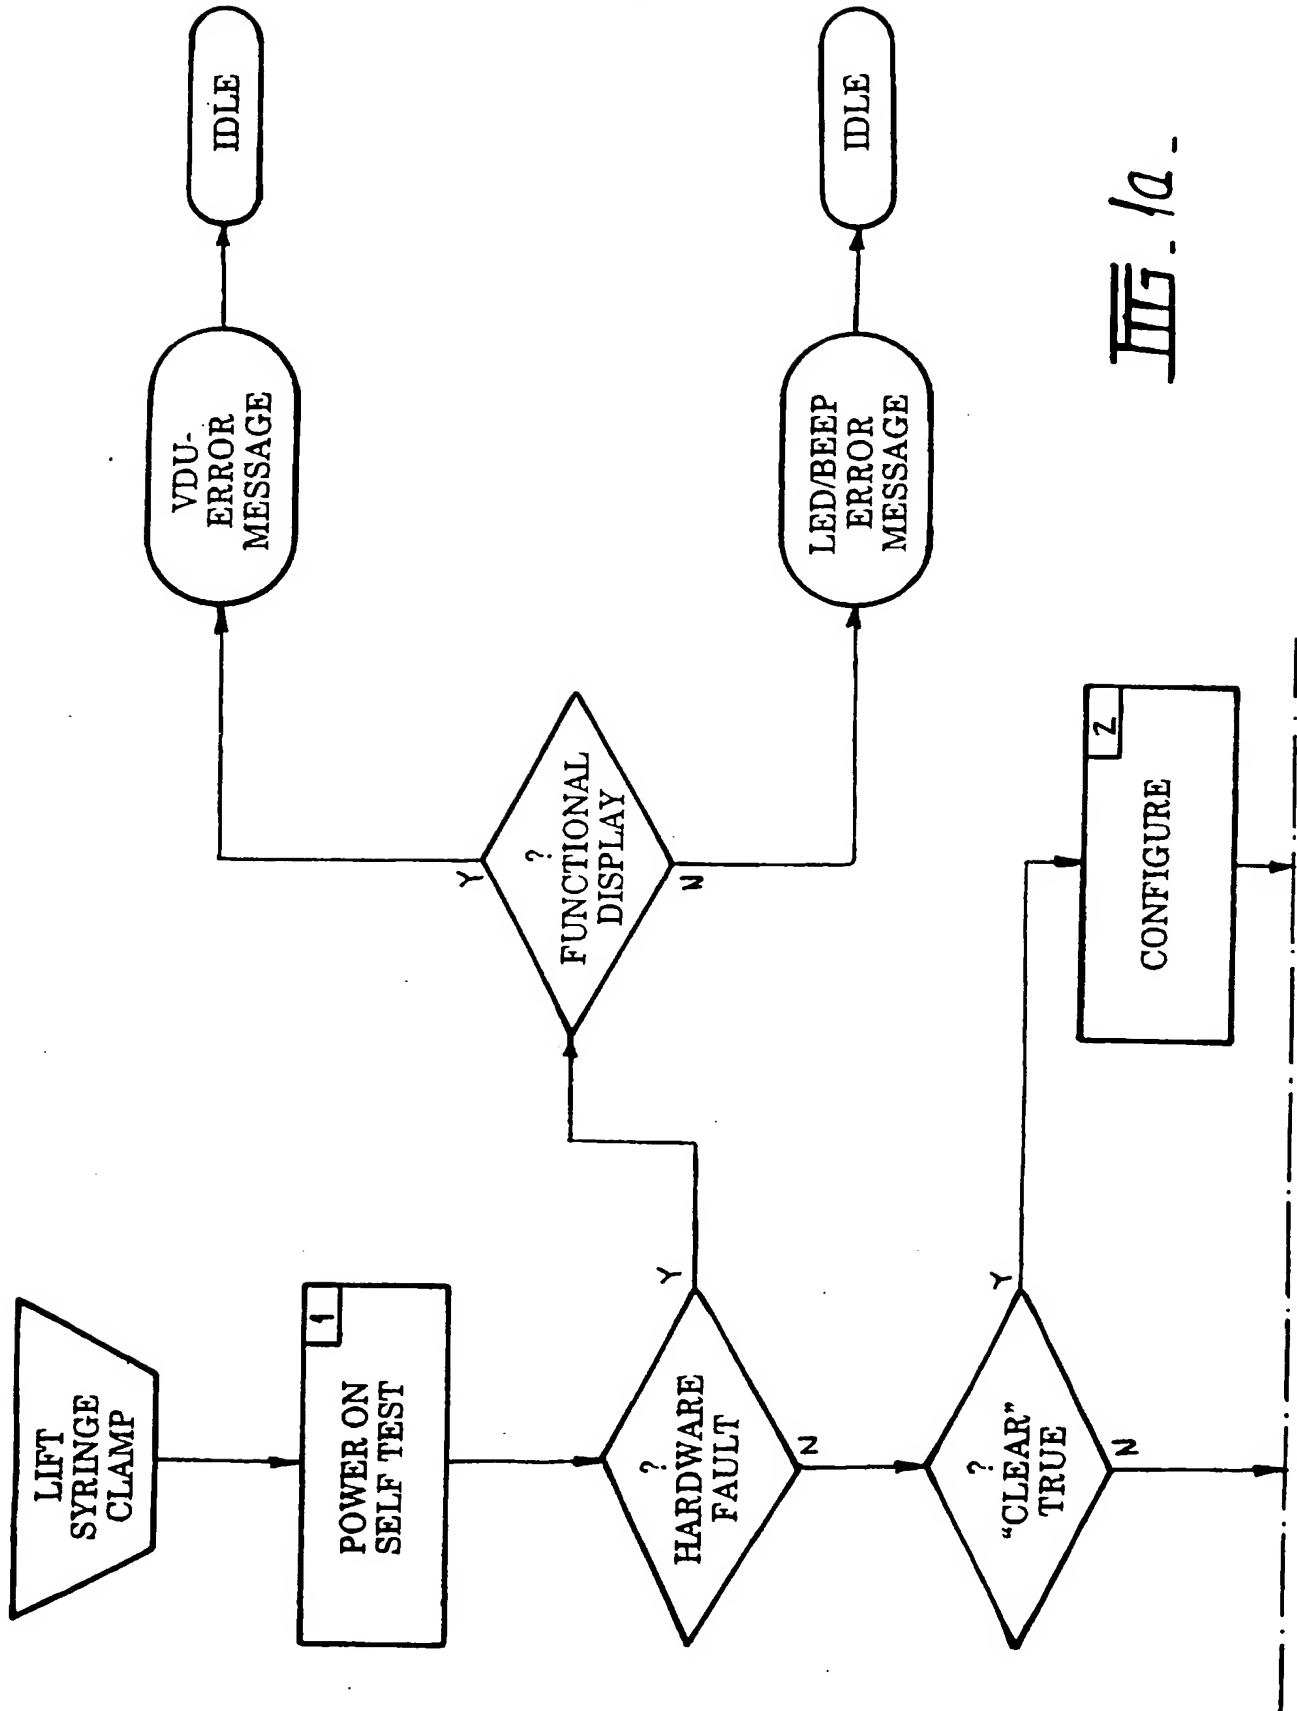 LIFT
SYRINGE
CLAMP
1
POWER ON
SELF TEST
?
HARDWARE
FAULT
Y
N
?
FUNCTIONAL
DISPLAY
Y
N
VDU-
ERROR
MESSAGE
IDLE
LED/BEEP
ERROR
MESSAGE
IDLE
?
“CLEAR”
TRUE
Y
N
2
CONFIGURE
FIG. 1a.